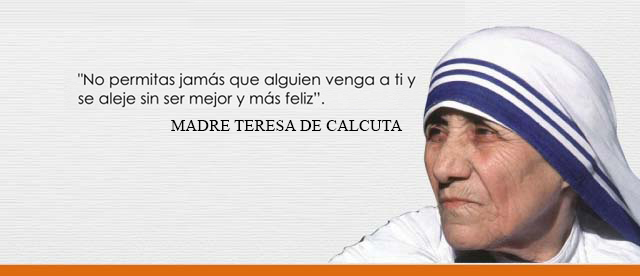 "No permitas jamás que alguien venga a ti y
se aleje sin ser mejor y más feliz”.
MADRE TERESA DE CALCUTA